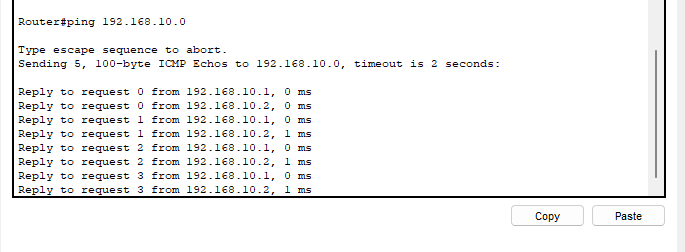 Router#ping 192.168.10.0
Type escape sequence to abort.
Sending 5, 100-byte ICMP Echos to 192.168.10.0, timeout is 2 seconds:
Reply to request 0 from 192.168.10.1, 0 ms
Reply to request 0 from 192.168.10.2, 0 ms
Reply to request 1 from 192.168.10.1, 0 ms
Reply to request 1 from 192.168.10.2, 1 ms
Reply to request 2 from 192.168.10.1, 0 ms
Reply to request 2 from 192.168.10.2, 1 ms
Reply to request 3 from 192.168.10.1, 0 ms
Reply to request 3 from 192.168.10.2, 1 ms
Copy Paste